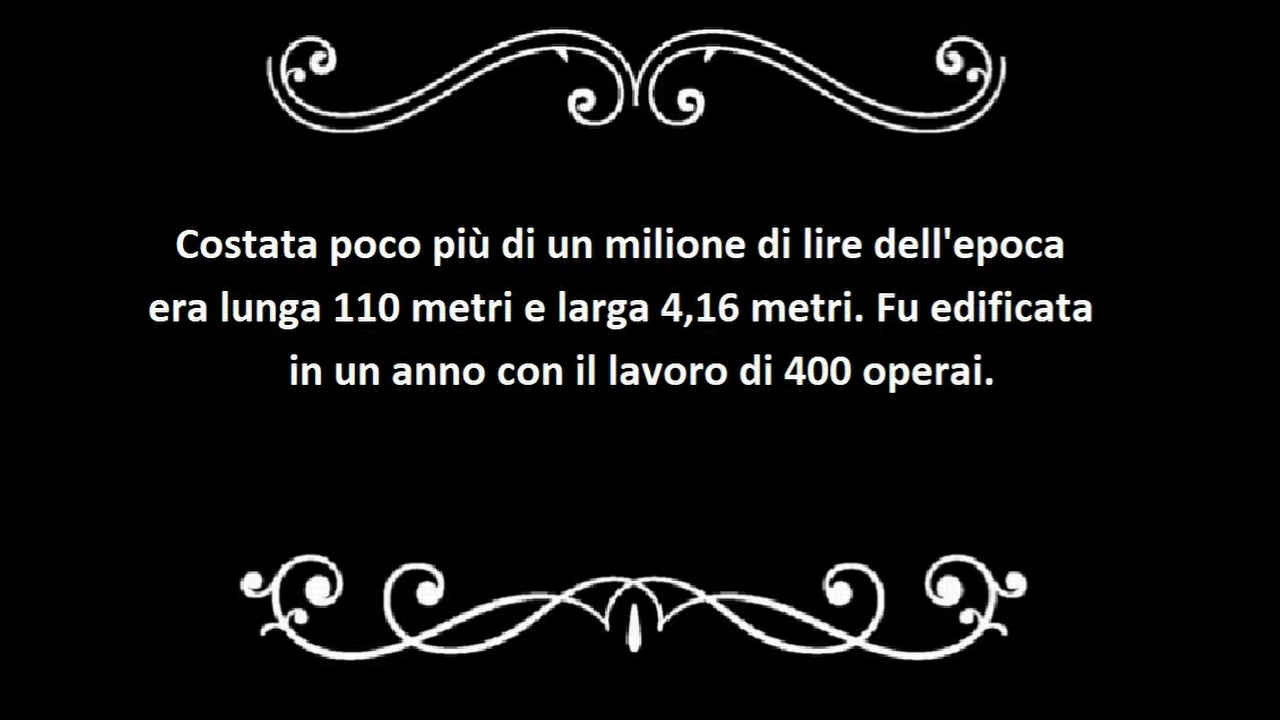 Costata poco più di un milione di lire dell'epoca
era lunga 110 metri e larga 4,16 metri. Fu edificata
in un anno con il lavoro di 400 operai.